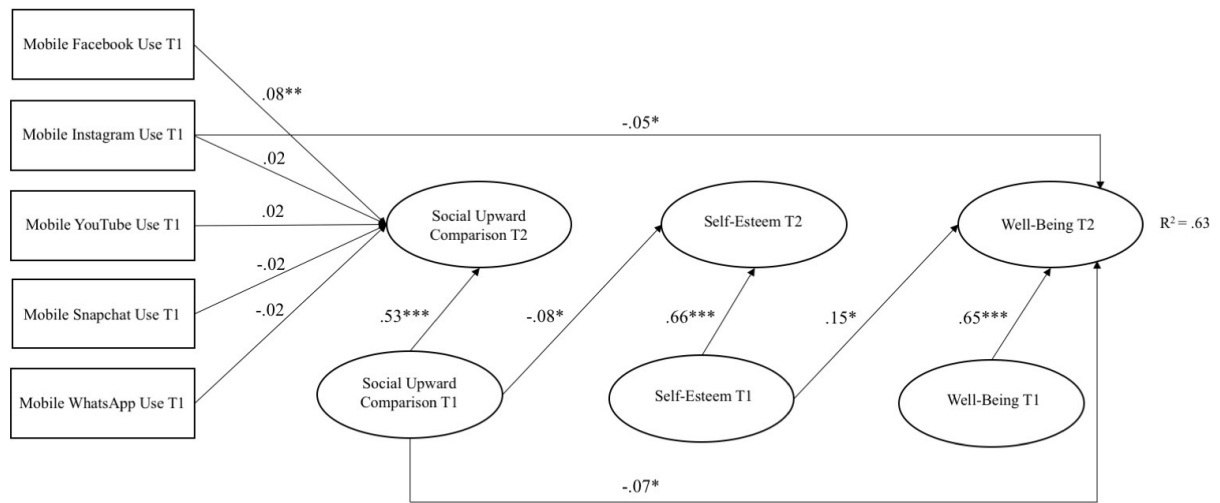 Mobile Facebook Use T1
.08**
Mobile Instagram Use T1
-.05*
.02
Mobile YouTube Use T1
.02
Social Upward
Comparison T2
Self-Esteem T2
Well-Being T2
R² = .63
Mobile Snapchat Use T1
-.02
-.02
.53***
-.08*
.66***
.15*
.65***
Mobile WhatsApp Use T1
Social Upward
Comparison T1
Self-Esteem T1
Well-Being T1
-.07*